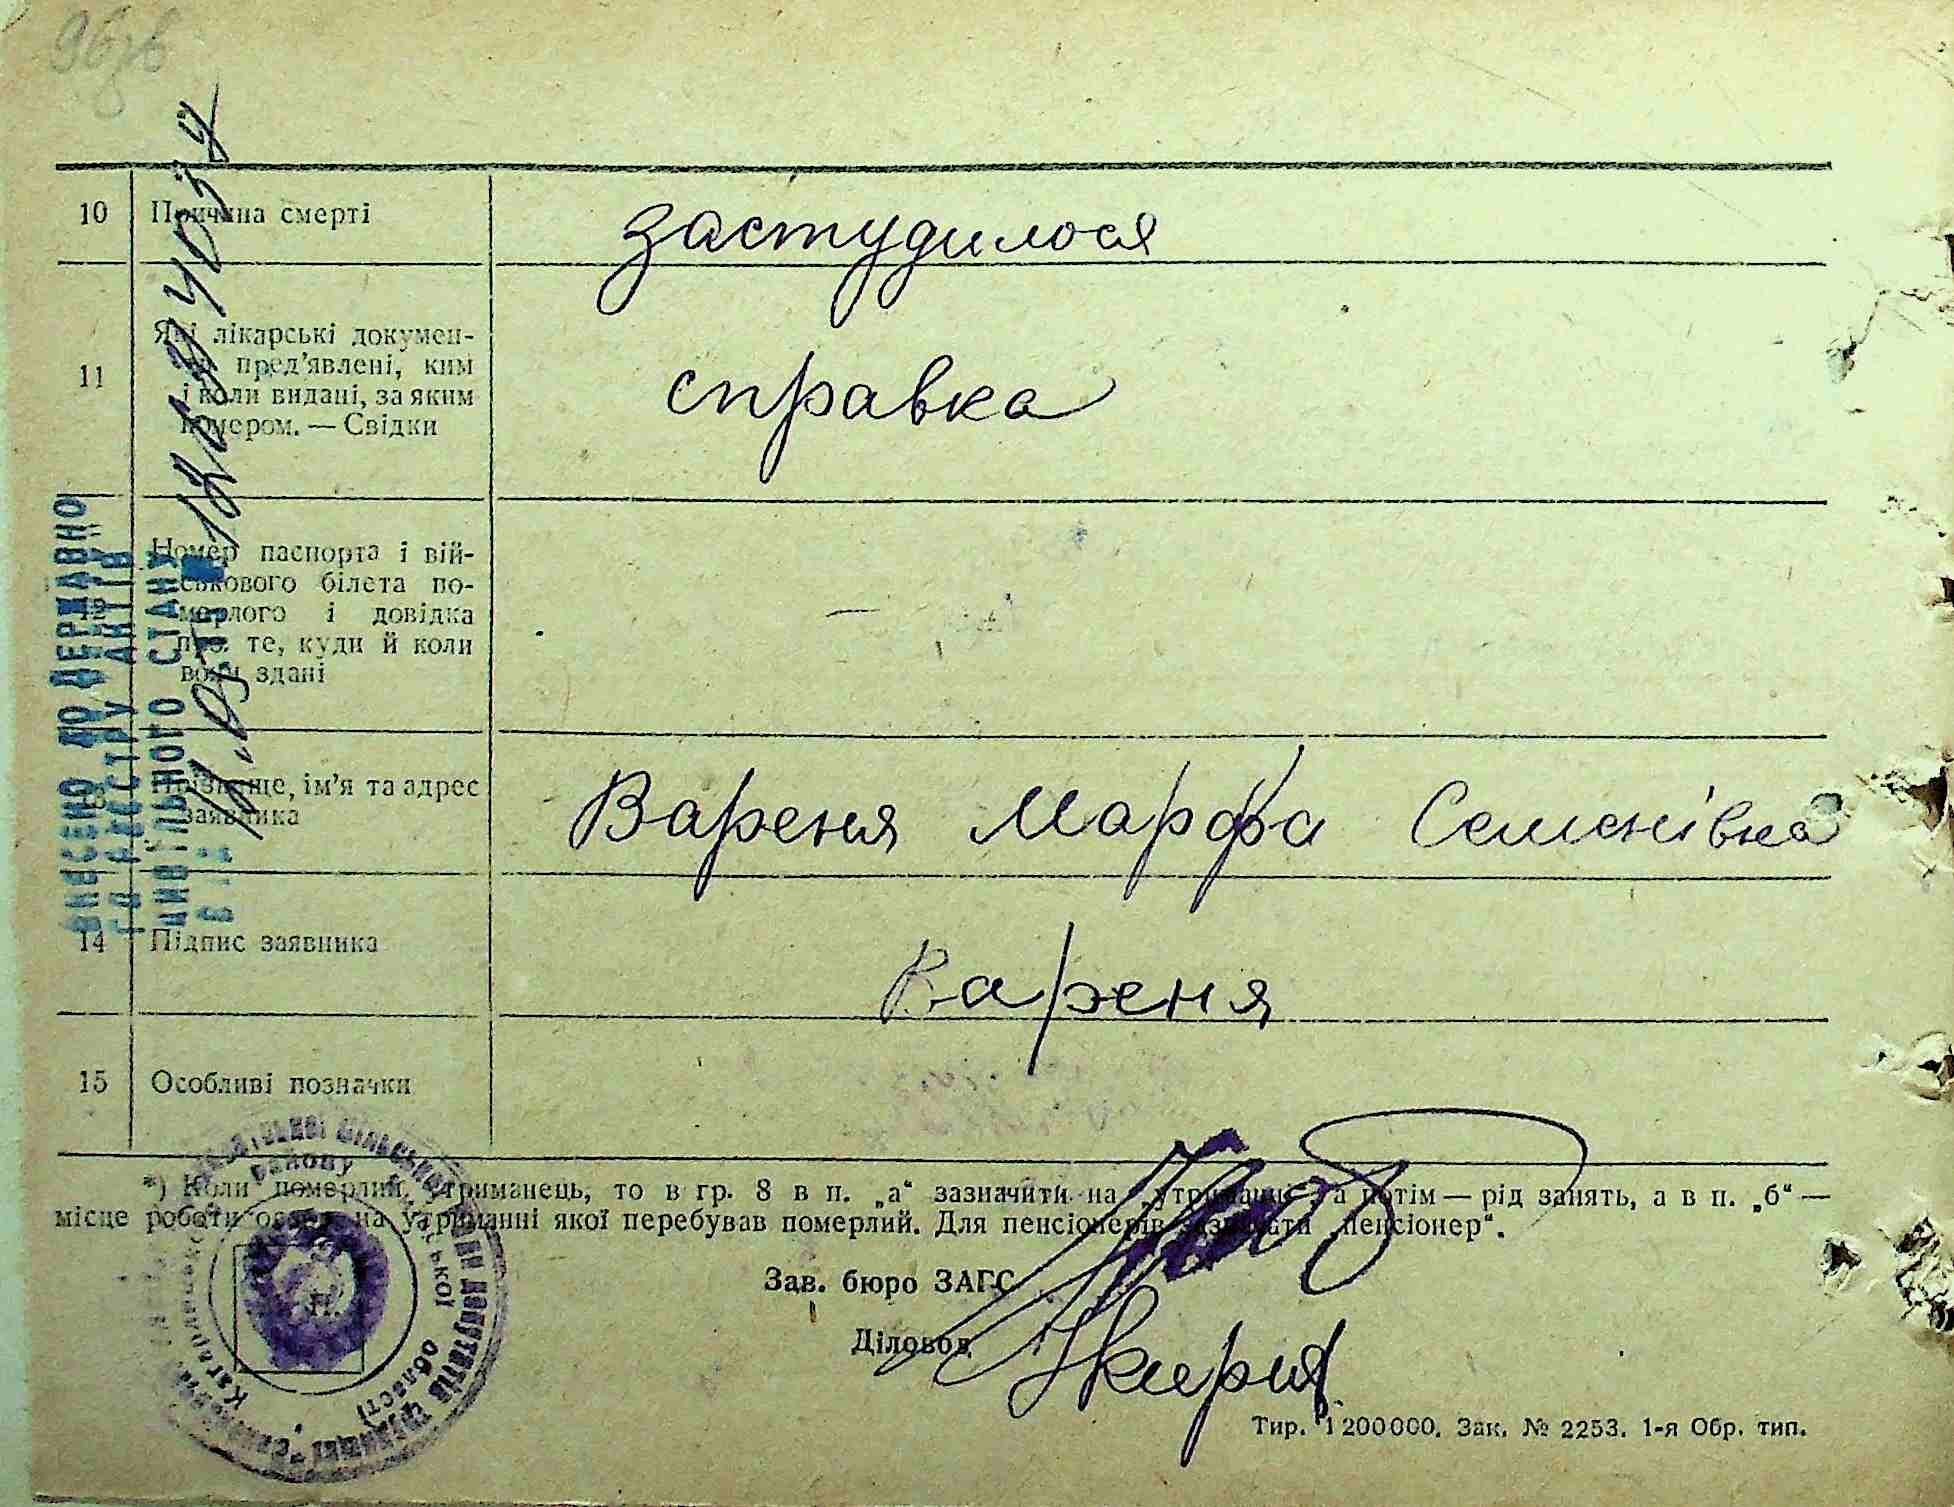 10 Причина смерті
застудилося
11 Які лікарські докумен-
ти пред'явлені, ким
і коли видані, за яким
номером. — Свідки
справка
Номер паспорта і вій-
ськового білета по-
мерлого і довідка
про те, куди й коли
вони здані
—
13 Прізвище, ім'я та адрес
заявника
Вареня Марфа Семенівна
14 Підпис заявника
Вареня
15 Особливі позначки
ВНЕСЕНО ДО ДЕРЖАВНО
ГО РЕЄСТРУ АКТІВ
ЦИВІЛЬНОГО СТАНУ
*) Коли померлий утриманець, то в гр. 8 в п. „а“ зазначити на „утриманні“ а потім — рід занять, а в п. „б“ —
місце роботи особи, на утриманні якої перебував померлий. Для пенсіонерів зазначати „пенсіонер“.
Зав. бюро ЗАГС
Діловод
Тир. 1 200 000. Зак. № 2253. 1-я Обр. тип.